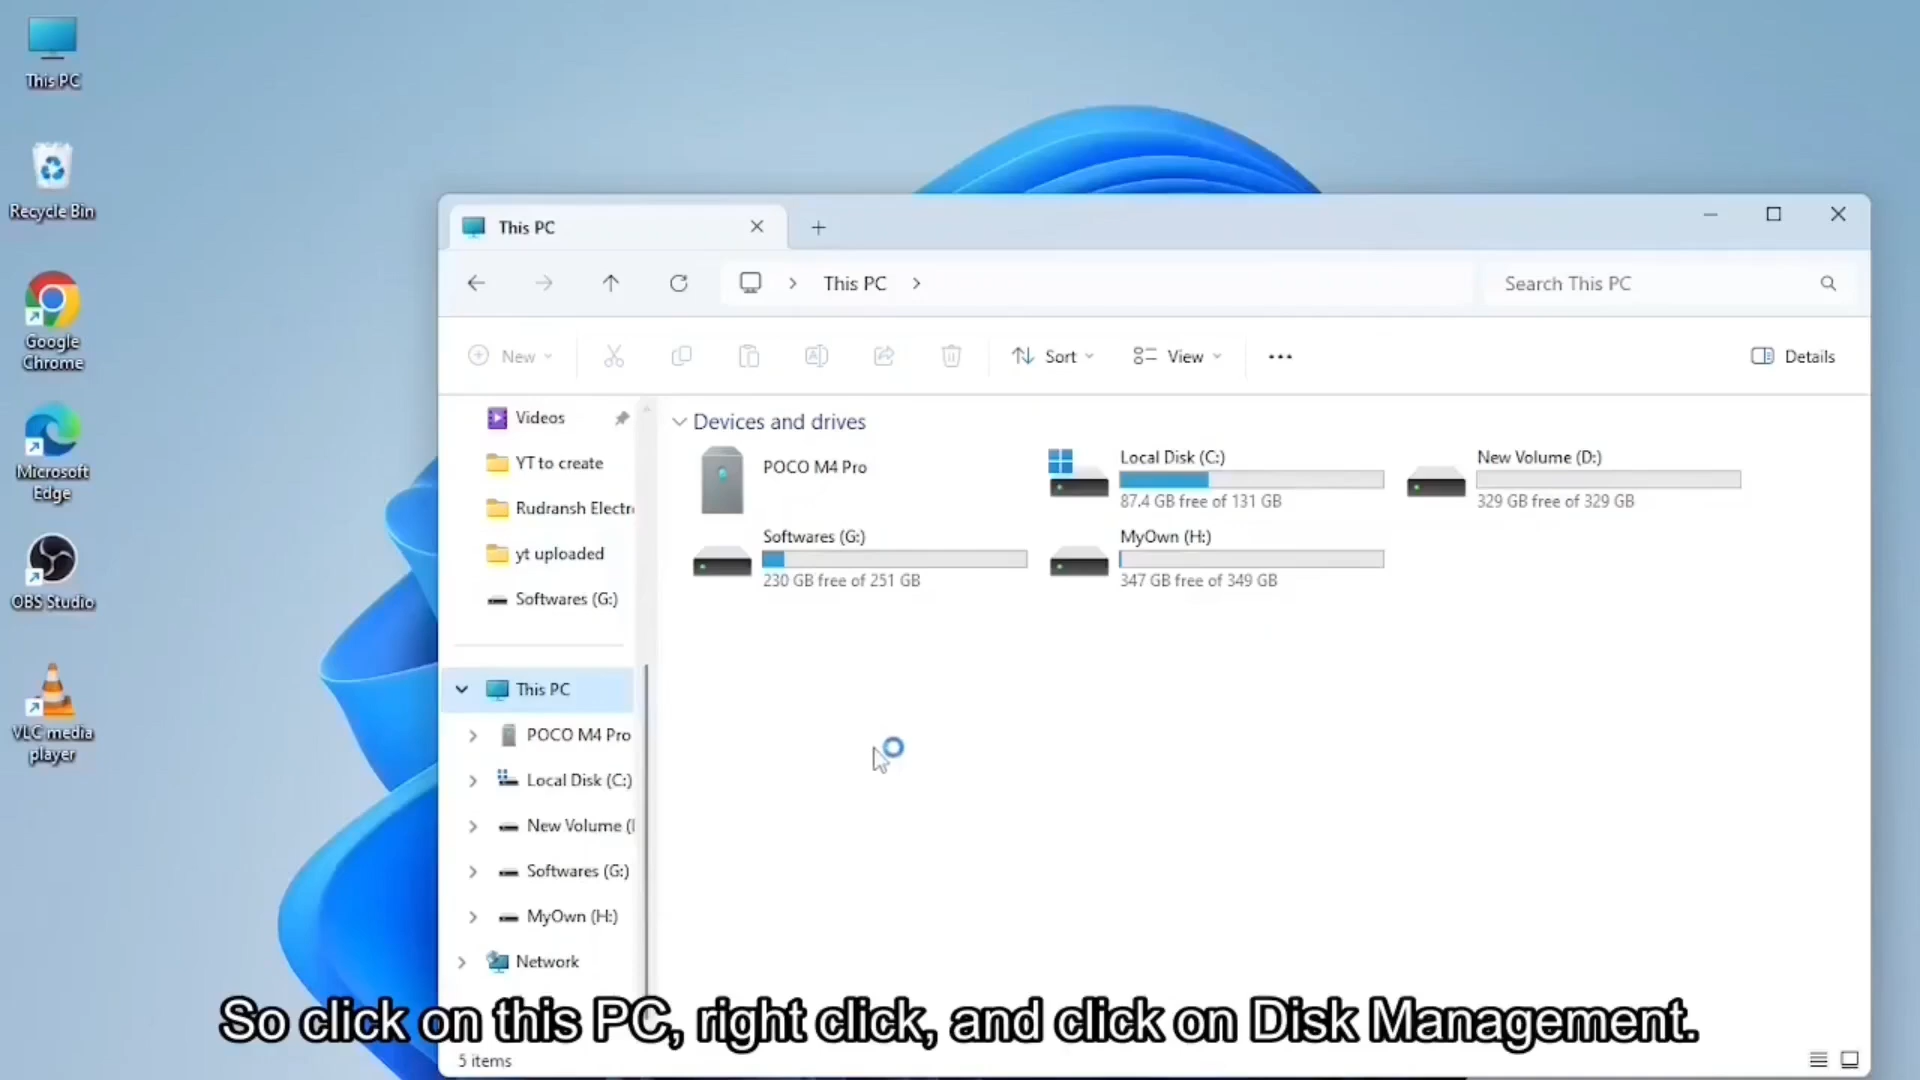 This PC
Recycle Bin
Google
Chrome
Microsoft
Edge
OBS Studio
VLC media
player
This PC
This PC
Search This PC
New
Sort
View
Details
Videos
YT to create
Rudransh Electr
yt uploaded
Softwares (G:)
This PC
POCO M4 Pro
Local Disk (C:)
New Volume (
Softwares (G:)
MyOwn (H:)
Network
Devices and drives
POCO M4 Pro
Local Disk (C:)
87.4 GB free of 131 GB
New Volume (D:)
329 GB free of 329 GB
Softwares (G:)
230 GB free of 251 GB
MyOwn (H:)
347 GB free of 349 GB
So click on this PC, right click, and click on Disk Management.
5 items